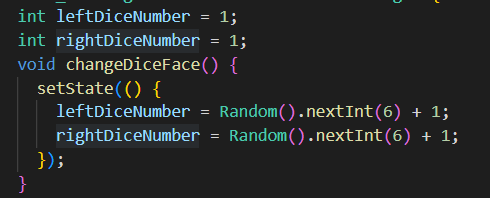 int leftDiceNumber = 1;
int rightDiceNumber = 1;
void changeDiceFace() {
setState(() {
leftDiceNumber = Random().nextInt(6) + 1;
rightDiceNumber = Random().nextInt(6) + 1;
});
}